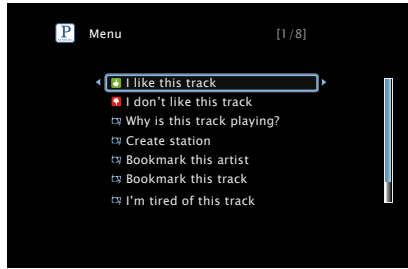 P
Menu [1/8]
I like this track
I don't like this track
Why is this track playing?
Create station
Bookmark this artist
Bookmark this track
I'm tired of this track